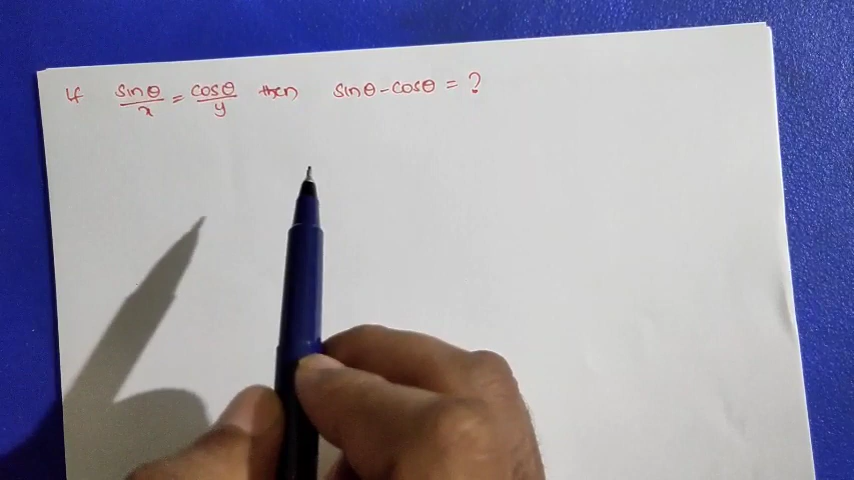 If sinθ/x = cosθ/y then sinθ - cosθ = ?